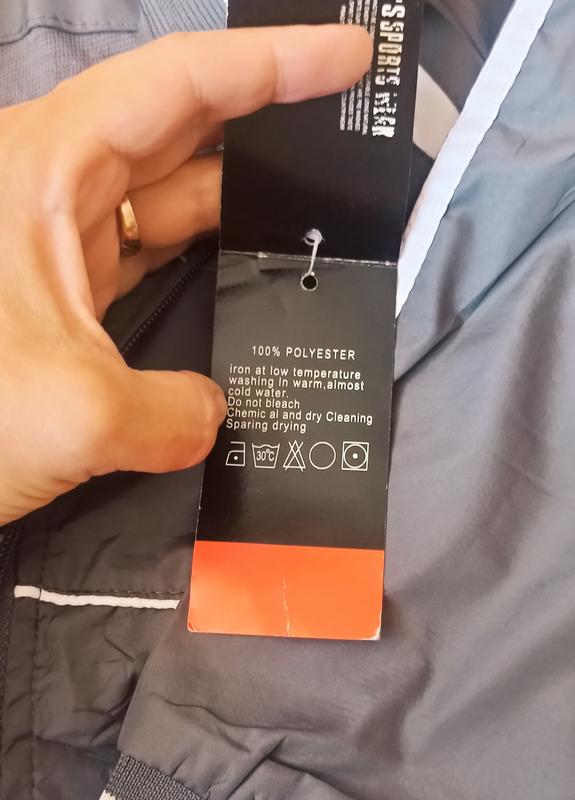 'S SPORTS WEAR
100% POLYESTER
iron at low temperature
washing In warm,almost
cold water.
Do not bleach
Chemic al and dry Cleaning
Sparing drying
30°C